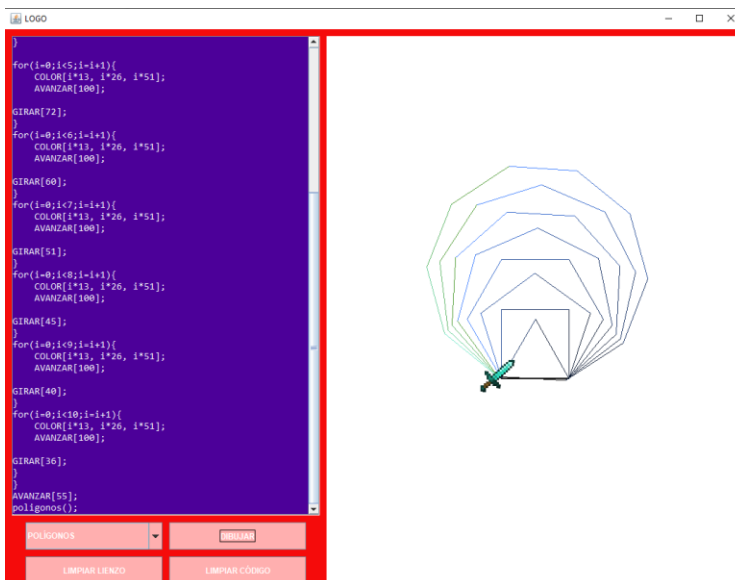 LOGO
}
for(i=0;i<5;i=i+1){
COLOR[i*13, i*26, i*51];
AVANZAR[100];
GIRAR[72];
}
for(i=0;i<6;i=i+1){
COLOR[i*13, i*26, i*51];
AVANZAR[100];
GIRAR[60];
}
for(i=0;i<7;i=i+1){
COLOR[i*13, i*26, i*51];
AVANZAR[100];
GIRAR[51];
}
for(i=0;i<8;i=i+1){
COLOR[i*13, i*26, i*51];
AVANZAR[100];
GIRAR[45];
}
for(i=0;i<9;i=i+1){
COLOR[i*13, i*26, i*51];
AVANZAR[100];
GIRAR[40];
}
for(i=0;i<10;i=i+1){
COLOR[i*13, i*26, i*51];
AVANZAR[100];
GIRAR[36];
}
}
AVANZAR[55];
poligonos();
POLÍGONOS
DIBUJAR
LIMPIAR LIENZO
LIMPIAR CÓDIGO